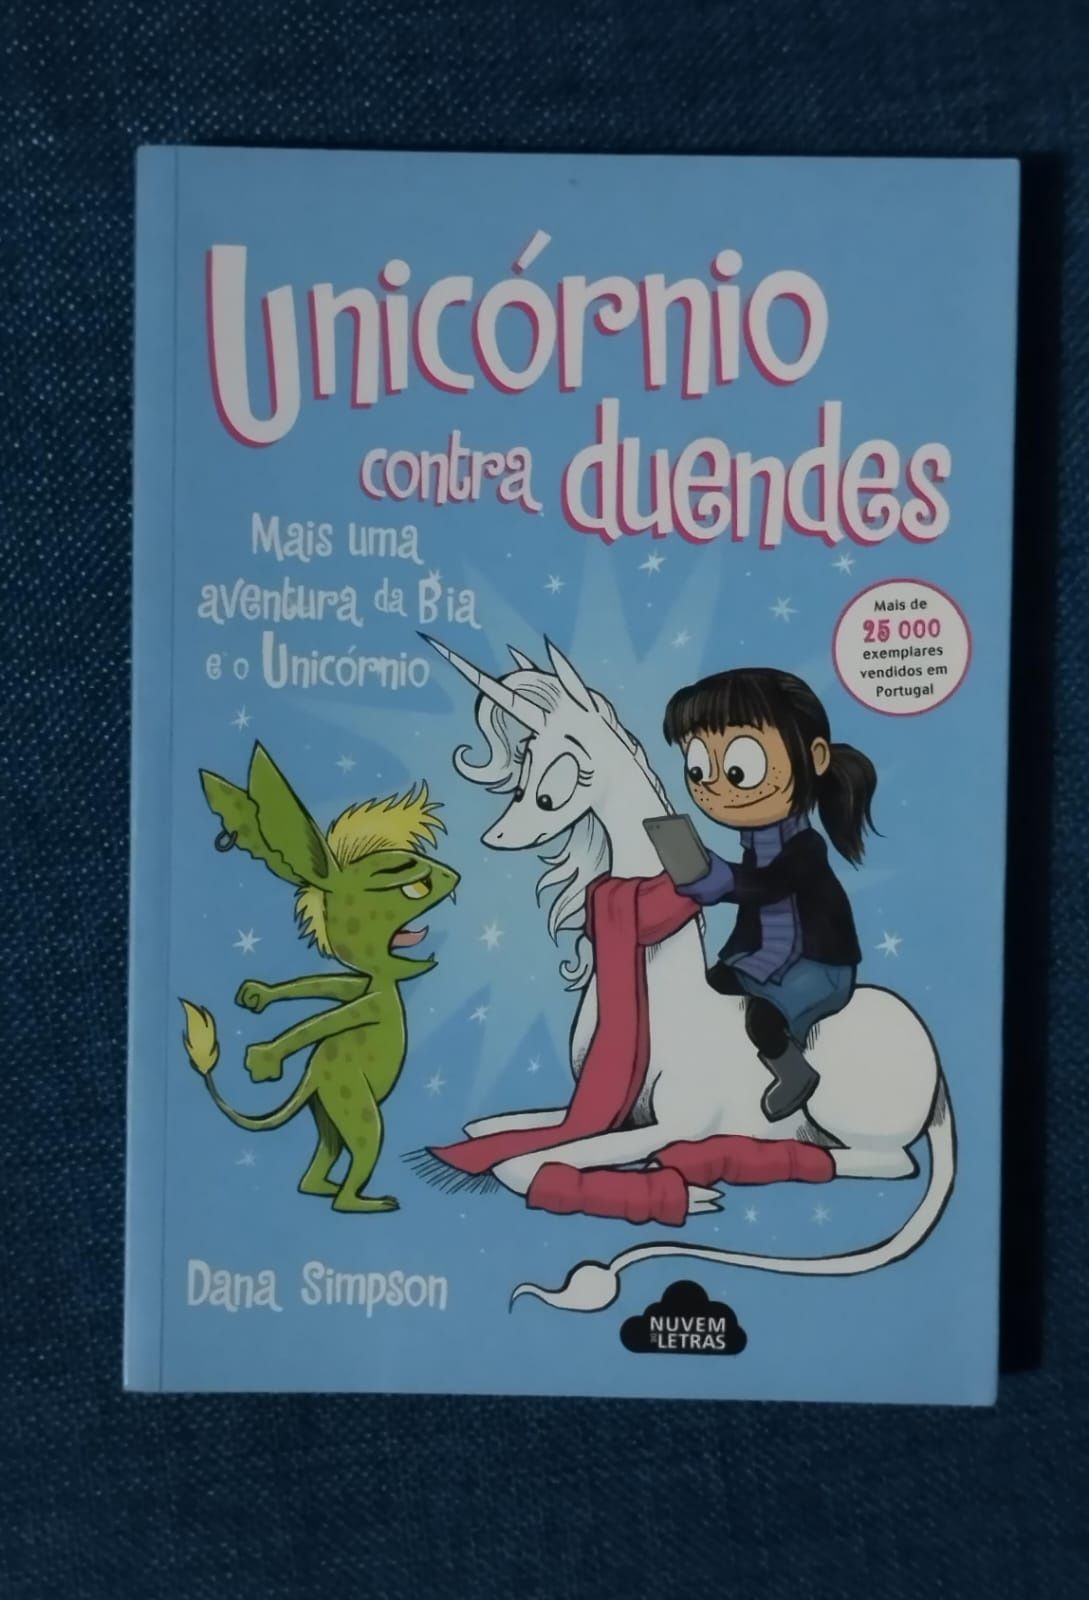 Unicórnio
contra duendes
Mais uma
aventura da Bia
e o Unicórnio
Mais de
25 000
exemplares
vendidos em
Portugal
Dana Simpson
NUVEM
DE LETRAS